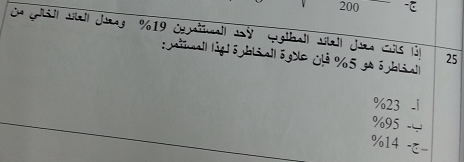 ج-
200
25
إذا كانت معدل العائد المطلوب لأحد المستثمرين 19% ومعدل العائد الخالي من
المخاطرة هو 5% فإن علاوة المخاطرة لهذا المستثمر:
أ- 23%
ب- 95%
ج- 14%